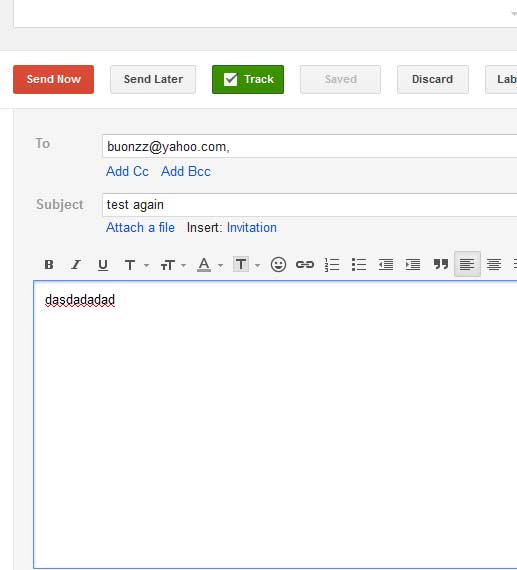 Send Now Send Later Track Saved Discard Lab
To buonzz@yahoo.com,
Add Cc Add Bcc
Subject test again
Attach a file Insert: Invitation
B I U T TT A T
dasdadadad